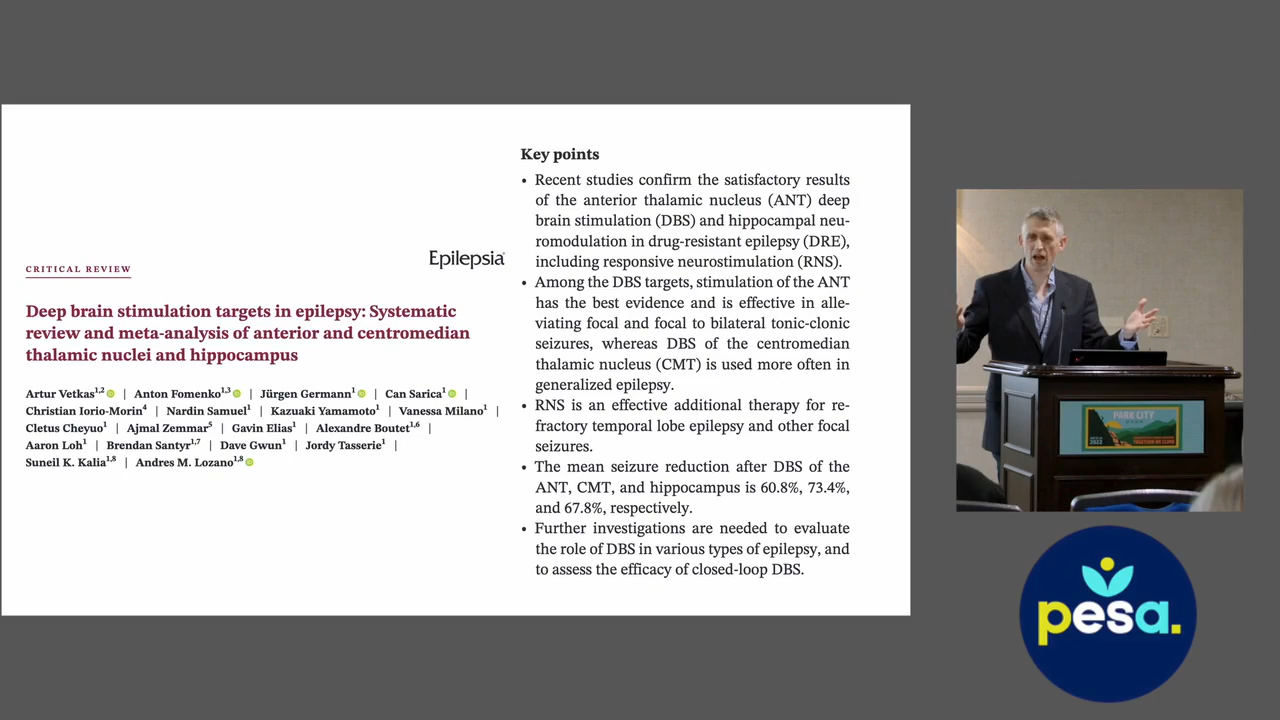 CRITICAL REVIEW
Epilepsia
Deep brain stimulation targets in epilepsy: Systematic
review and meta-analysis of anterior and centromedian
thalamic nuclei and hippocampus
Artur Vetkas1,2 | Anton Fomenko1,3 | Jürgen Germann1 | Can Sarica1 |
Christian Iorio-Morin4 | Nardin Samuel1 | Kazuaki Yamamoto1 | Vanessa Milano1 |
Cletus Cheyuo1 | Ajmal Zemmar5 | Gavin Elias1 | Alexandre Boutet1,6 |
Aaron Loh1 | Brendan Santyr1,7 | Dave Gwun1 | Jordy Tasserie1 |
Suneil K. Kalia1,8 | Andres M. Lozano1,8
Key points
• Recent studies confirm the satisfactory results
of the anterior thalamic nucleus (ANT) deep
brain stimulation (DBS) and hippocampal neu-
romodulation in drug-resistant epilepsy (DRE),
including responsive neurostimulation (RNS).
• Among the DBS targets, stimulation of the ANT
has the best evidence and is effective in alle-
viating focal and focal to bilateral tonic-clonic
seizures, whereas DBS of the centromedian
thalamic nucleus (CMT) is used more often in
generalized epilepsy.
• RNS is an effective additional therapy for re-
fractory temporal lobe epilepsy and other focal
seizures.
• The mean seizure reduction after DBS of the
ANT, CMT, and hippocampus is 60.8%, 73.4%,
and 67.8%, respectively.
• Further investigations are needed to evaluate
the role of DBS in various types of epilepsy, and
to assess the efficacy of closed-loop DBS.
PARK CITY
pesa.